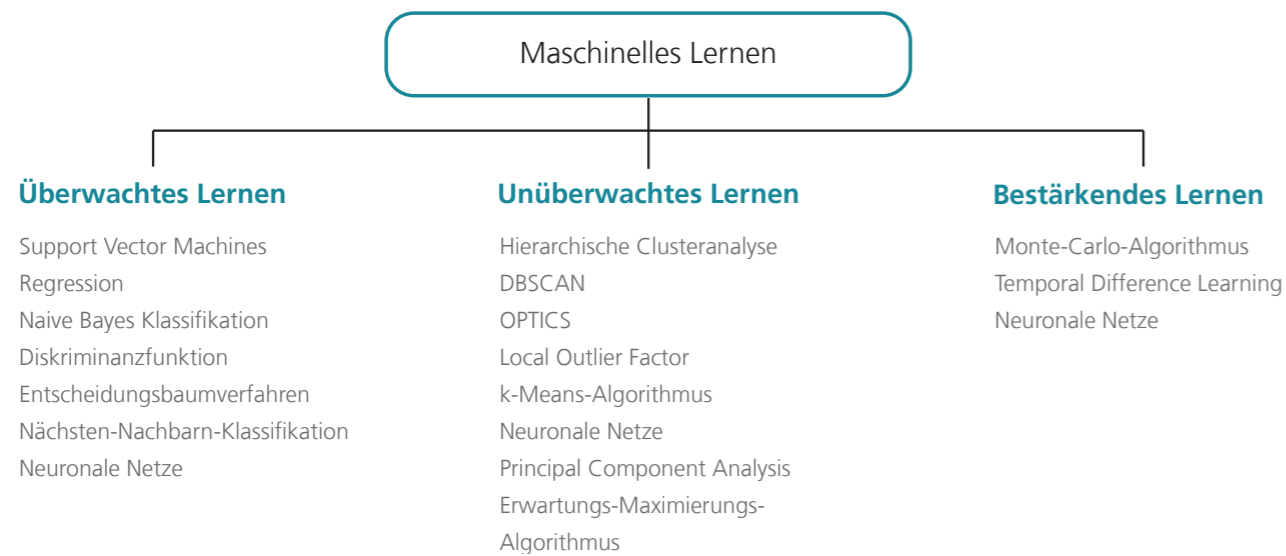 Maschinelles Lernen
Überwachtes Lernen
Support Vector Machines
Regression
Naive Bayes Klassifikation
Diskriminanzfunktion
Entscheidungsbaumverfahren
Nächsten-Nachbarn-Klassifikation
Neuronale Netze
Unüberwachtes Lernen
Hierarchische Clusteranalyse
DBSCAN
OPTICS
Local Outlier Factor
k-Means-Algorithmus
Neuronale Netze
Principal Component Analysis
Erwartungs-Maximierungs-
Algorithmus
Bestärkendes Lernen
Monte-Carlo-Algorithmus
Temporal Difference Learning
Neuronale Netze